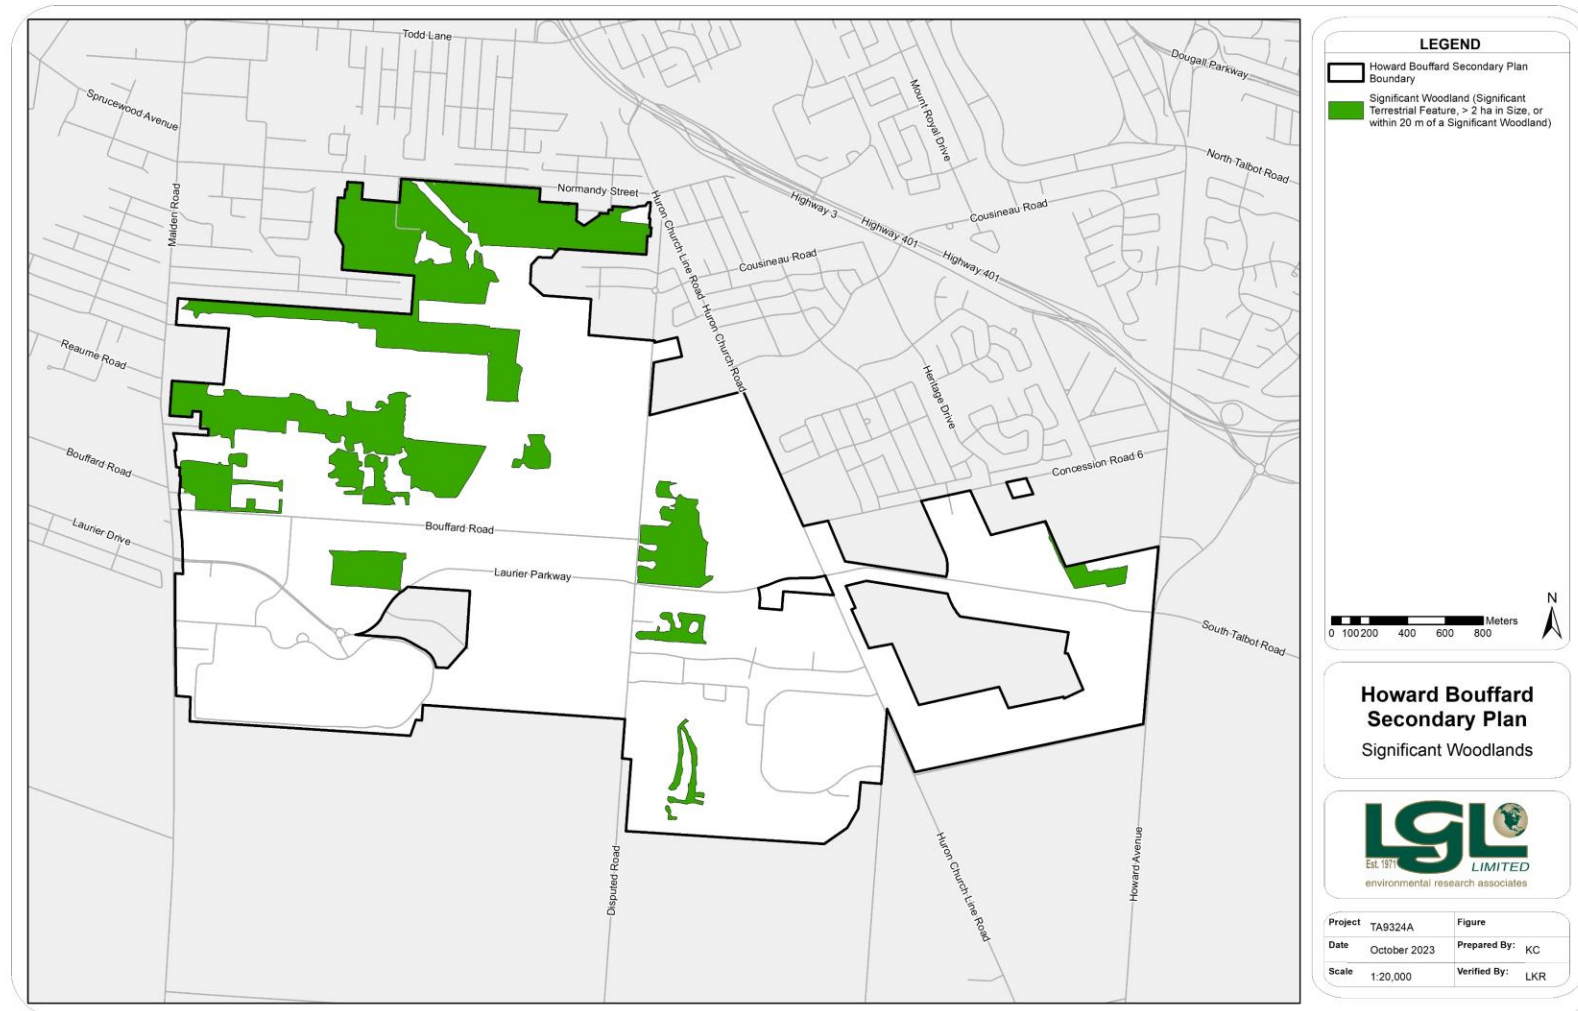 Todd Lane
Dougall Parkway
Sprucewood Avenue
Mount Royal Drive
North Talbot Road
Malden Road
Normandy Street
Huron Church Line Road
Highway 3
Cousineau Road
Highway 401
Cousineau Road
Highway 401
Huron Church Road
Reaume Road
Heritage Drive
Bouffard Road
Concession Road 6
Laurier Drive
Bouffard Road
Laurier Parkway
South Talbot Road
Disputed Road
Huron Church Line Road
Howard Avenue
LEGEND
Howard Bouffard Secondary Plan
Boundary
Significant Woodland (Significant
Terrestrial Feature, > 2 ha in Size, or
within 20 m of a Significant Woodland)
N
Meters
0 100 200 400 600 800
Howard Bouffard
Secondary Plan
Significant Woodlands
LGL
Est. 1971 LIMITED
environmental research associates
Project TA9324A Figure
Date October 2023 Prepared By: KC
Scale 1:20,000 Verified By: LKR